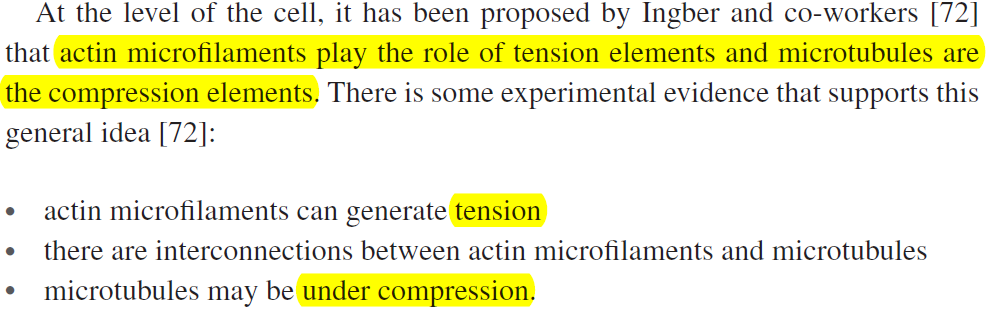 At the level of the cell, it has been proposed by Ingber and co-workers [72]
that actin microfilaments play the role of tension elements and microtubules are
the compression elements. There is some experimental evidence that supports this
general idea [72]:
• actin microfilaments can generate tension
• there are interconnections between actin microfilaments and microtubules
• microtubules may be under compression.